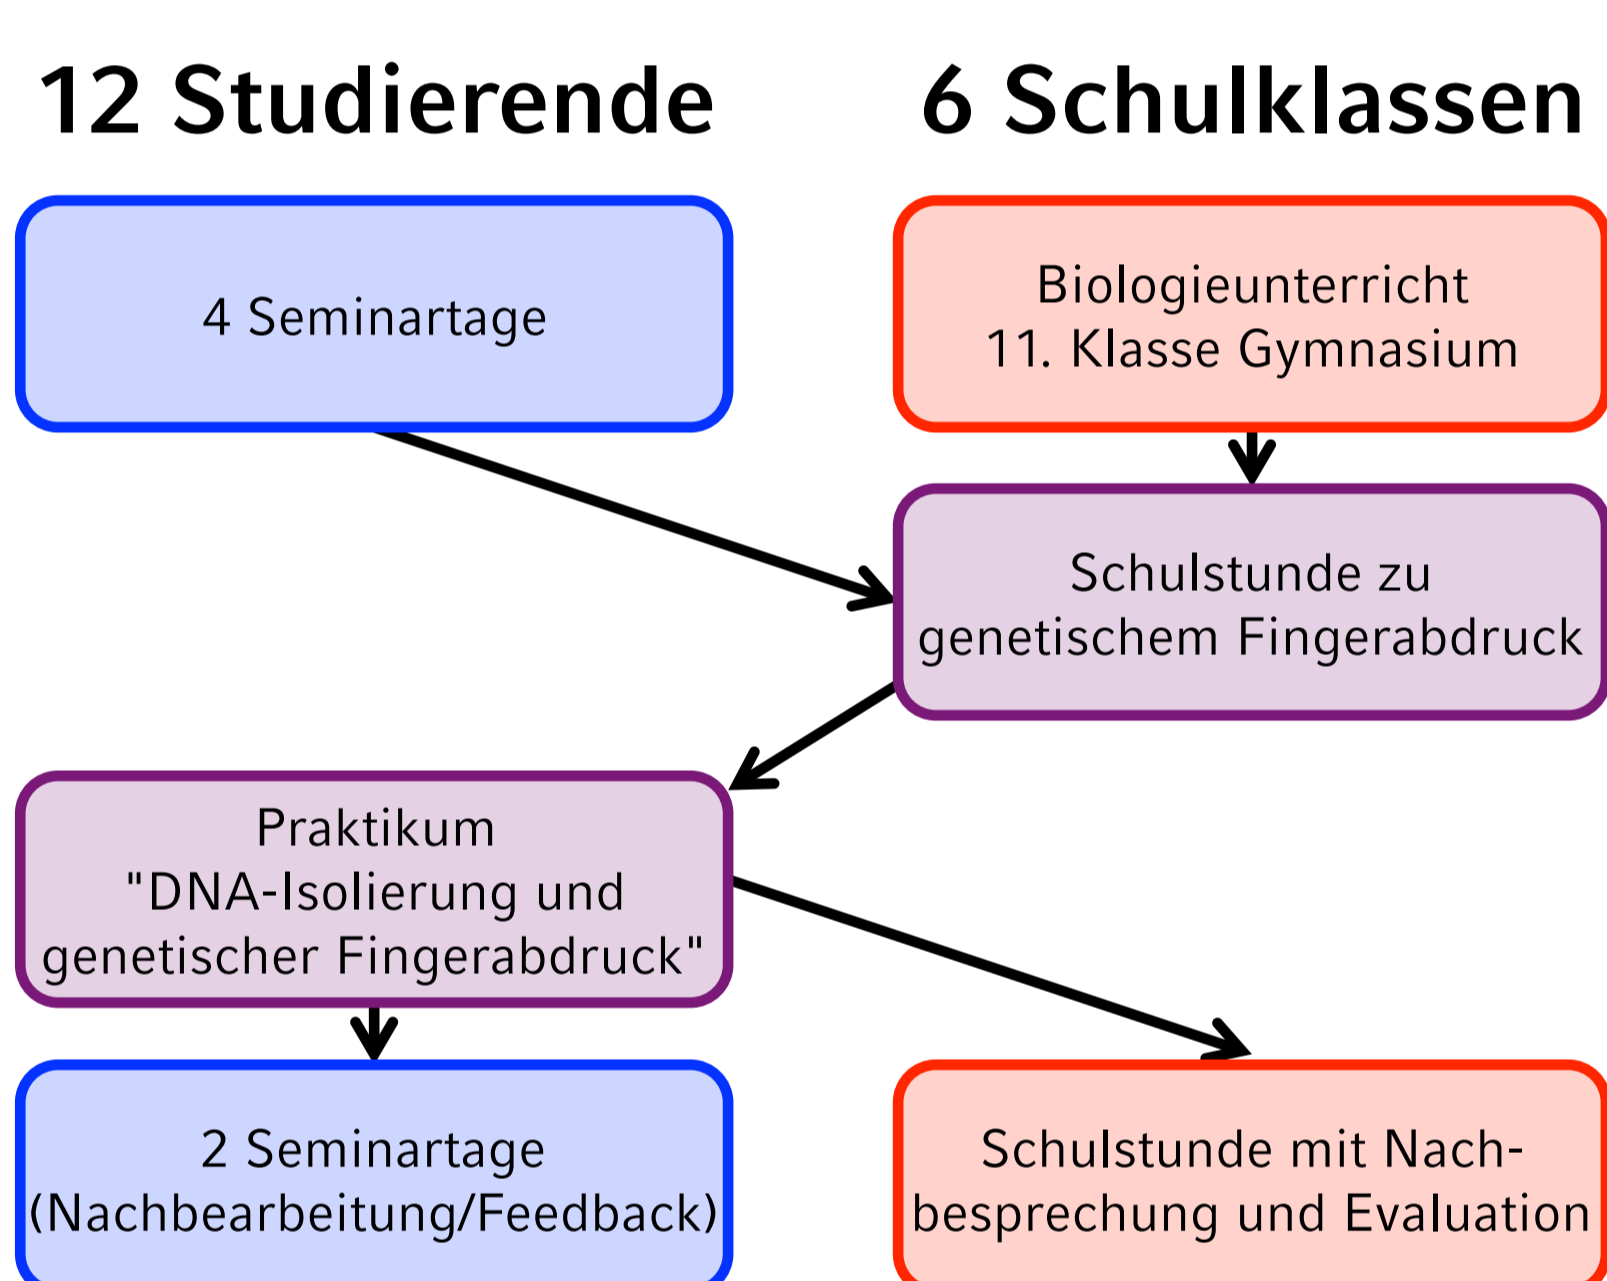 12 Studierende
6 Schulklassen
4 Seminartage
Biologieunterricht
11. Klasse Gymnasium
Schulstunde zu
genetischem Fingerabdruck
Praktikum
"DNA-Isolierung und
genetischer Fingerabdruck"
2 Seminartage
(Nachbearbeitung/Feedback)
Schulstunde mit Nach-
besprechung und Evaluation